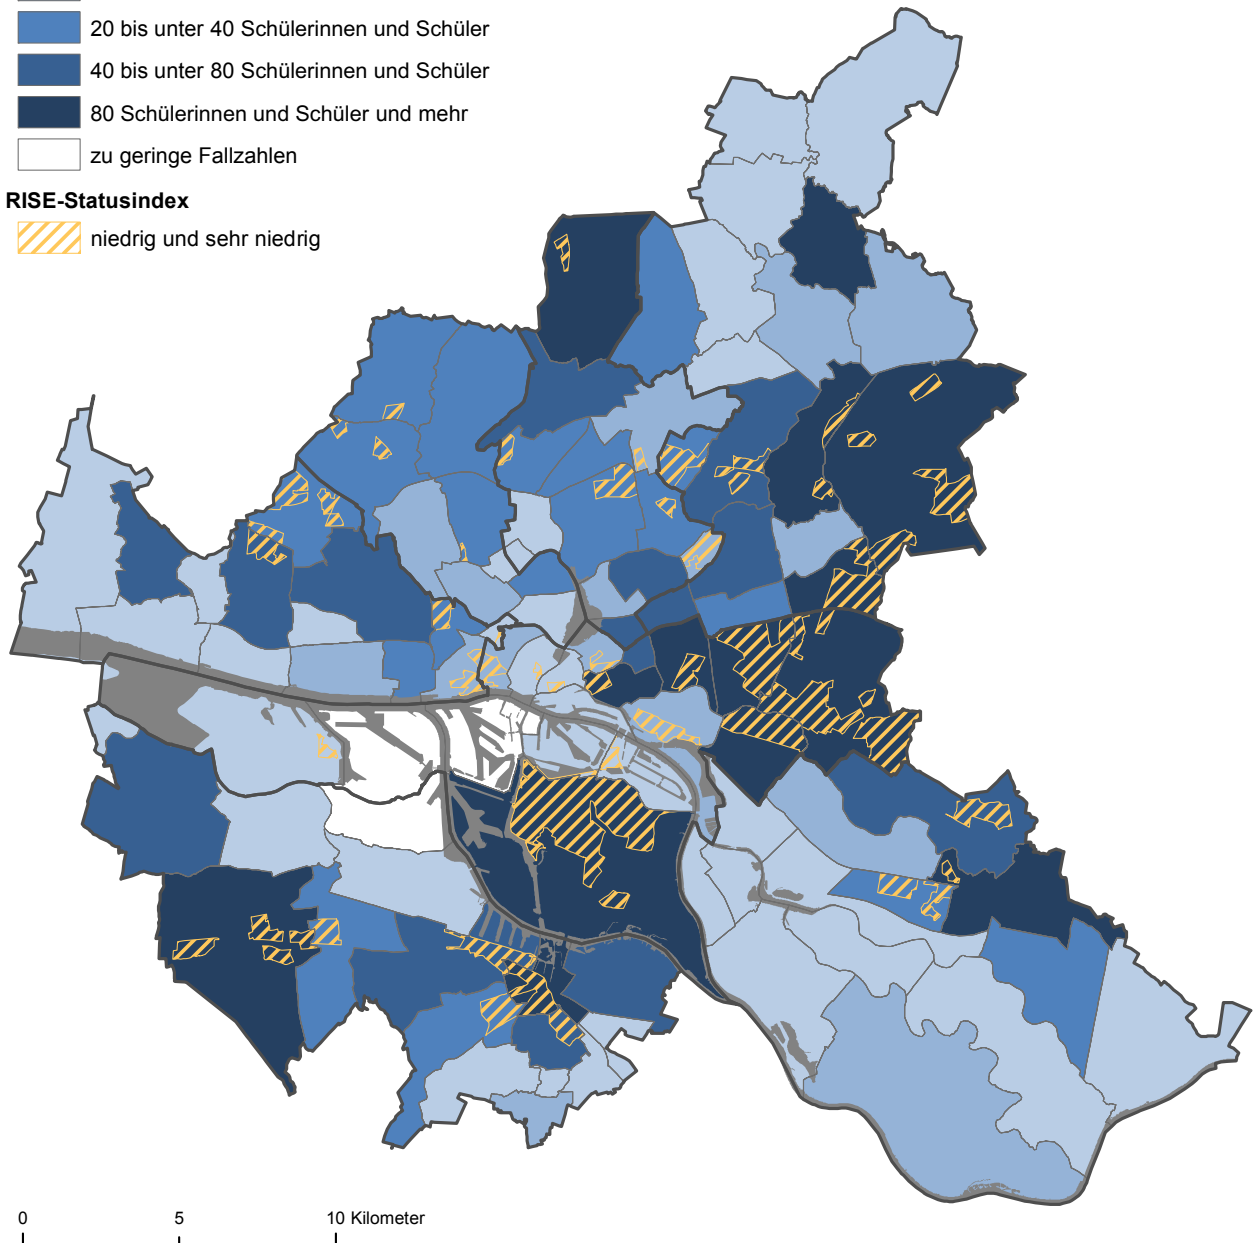 20 bis unter 40 Schülerinnen und Schüler
40 bis unter 80 Schülerinnen und Schüler
80 Schülerinnen und Schüler und mehr
zu geringe Fallzahlen
RISE-Statusindex
niedrig und sehr niedrig
0 5 10 Kilometer